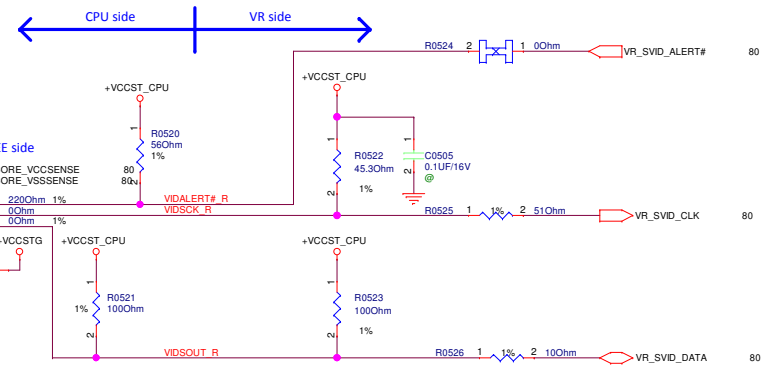 CPU side VR side
R0524 2 1 0Ohm VR_SVID_ALERT# 80
+VCCST_CPU +VCCST_CPU
1
R0520
56Ohm
1%
2
1
R0522
45.3Ohm
1%
2
1
C0505
0.1UF/16V
2
@
E side
ORE_VCCSENSE 80
ORE_VSSSENSE 80
220Ohm 1% VIDALERT#_R
0Ohm VIDSCK_R
0Ohm 1%
R0525 1 1% 2 51Ohm VR_SVID_CLK 80
+VCCSTG +VCCST_CPU +VCCST_CPU
1
R0521
1% 100Ohm
2
1
R0523
100Ohm
1%
2
VIDSOUT_R
R0526 1 1% 2 10Ohm VR_SVID_DATA 80